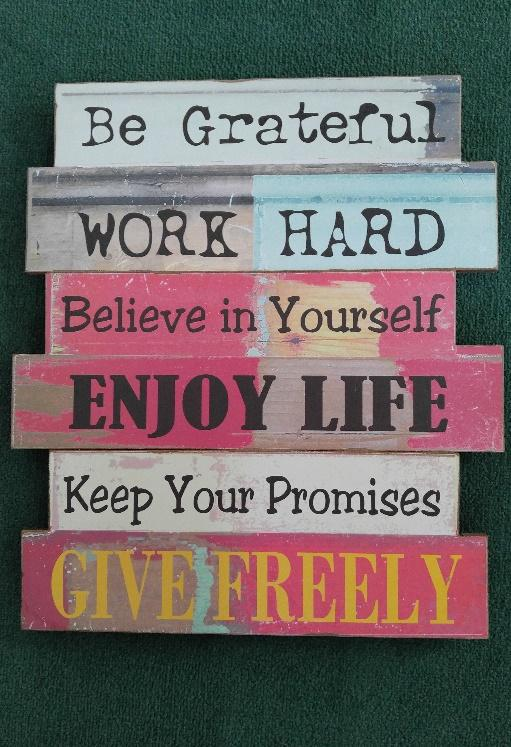 Be Grateful
WORK HARD
Believe in Yourself
ENJOY LIFE
Keep Your Promises
GIVE FREELY